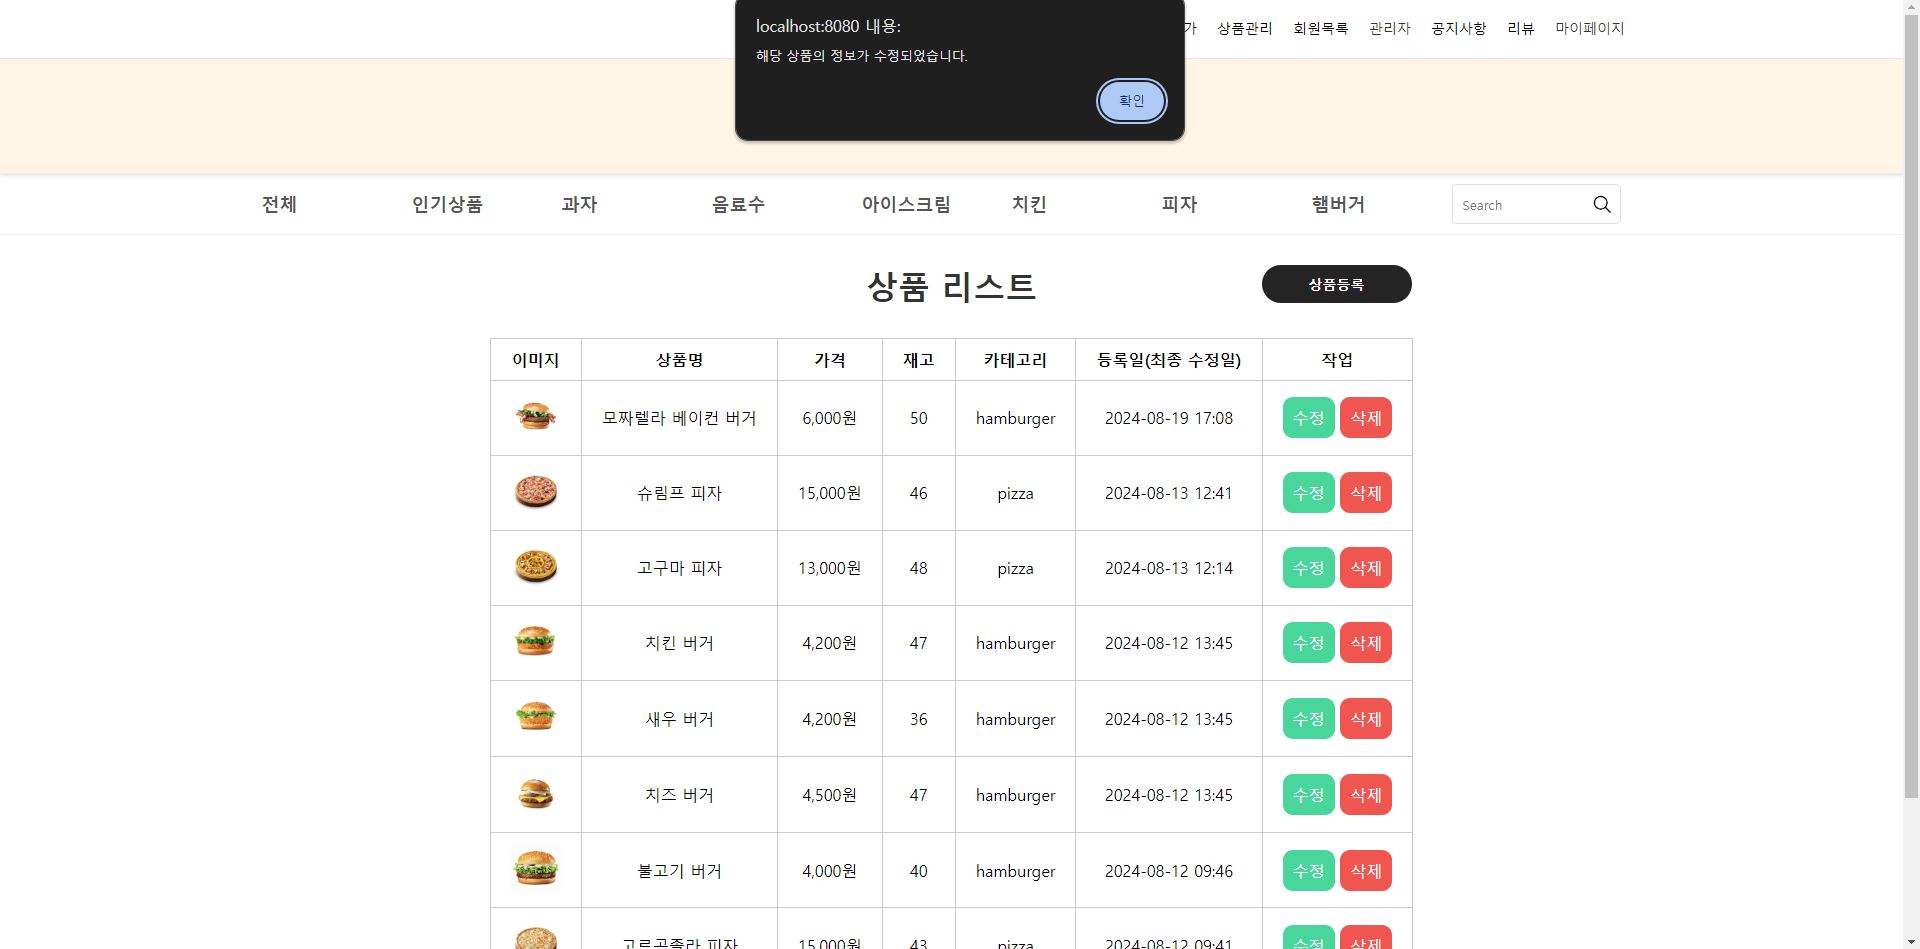 localhost:8080 내용:
해당 상품의 정보가 수정되었습니다.
확인
가 상품관리 회원목록 관리자 공지사항 리뷰 마이페이지
전체 인기상품 과자 음료수 아이스크림 치킨 피자 햄버거 Search
상품 리스트 상품등록
이미지 상품명 가격 재고 카테고리 등록일(최종 수정일) 작업
모짜렐라 베이컨 버거 6,000원 50 hamburger 2024-08-19 17:08 수정 삭제
슈림프 피자 15,000원 46 pizza 2024-08-13 12:41 수정 삭제
고구마 피자 13,000원 48 pizza 2024-08-13 12:14 수정 삭제
치킨 버거 4,200원 47 hamburger 2024-08-12 13:45 수정 삭제
새우 버거 4,200원 36 hamburger 2024-08-12 13:45 수정 삭제
치즈 버거 4,500원 47 hamburger 2024-08-12 13:45 수정 삭제
불고기 버거 4,000원 40 hamburger 2024-08-12 09:46 수정 삭제
고르곤졸라 피자 15,000원 43 pizza 2024-08-12 09:41 수정 삭제